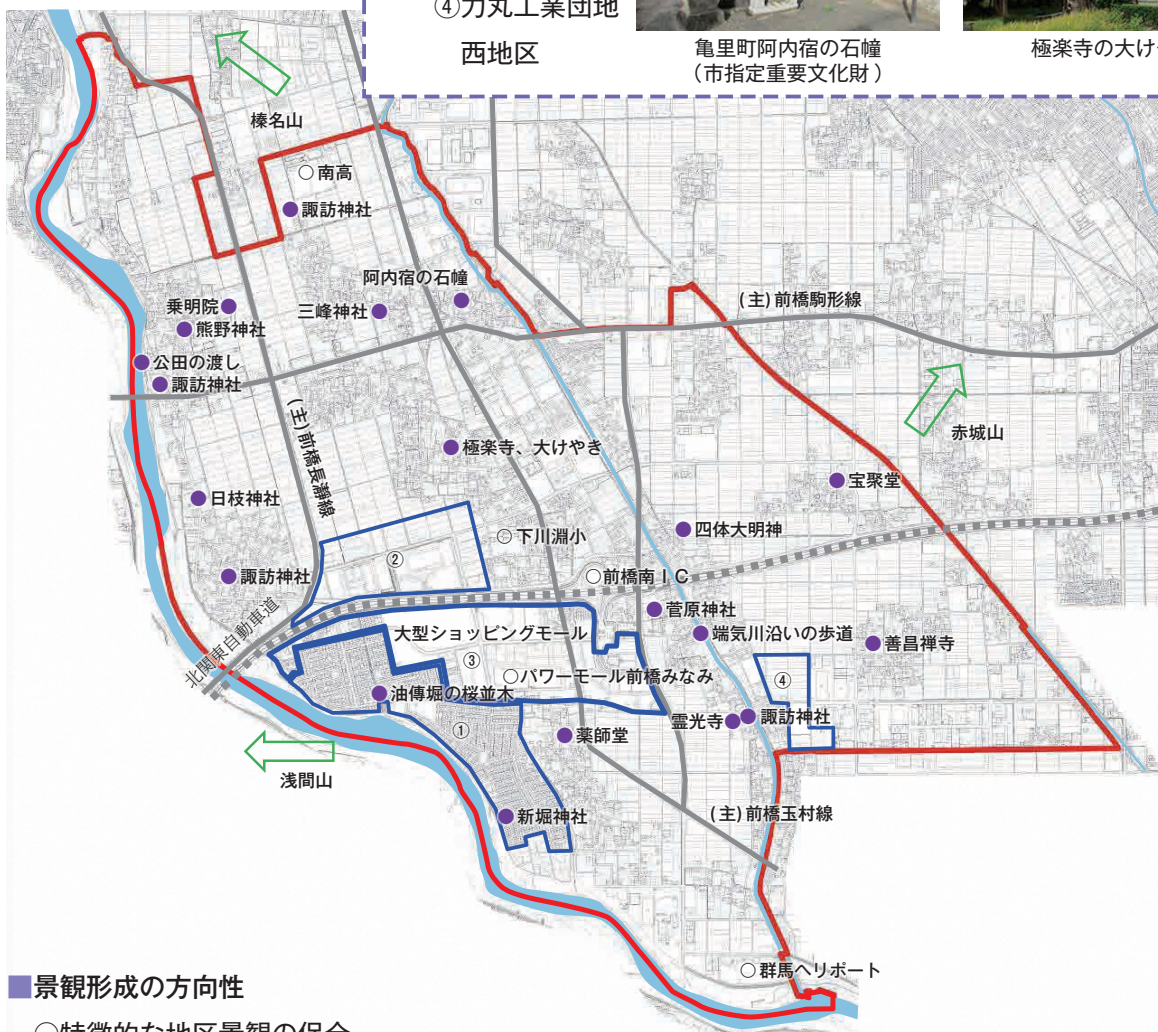 ④力丸工業団地
西地区
亀里町阿内宿の石幢
（市指定重要文化財）
極楽寺の大け
榛名山
○南高
諏訪神社
阿内宿の石幢
乗明院
三峰神社
(主)前橋駒形線
熊野神社
公田の渡し
諏訪神社
(主)前橋長瀞線
赤城山
極楽寺、大けやき
宝聚堂
日枝神社
四体大明神
○下川淵小
②
諏訪神社
○前橋南ＩＣ
菅原神社
北関東自動車道
大型ショッピングモール
端気川沿いの歩道
善昌禅寺
③
○パワーモール前橋みなみ
④
油傳堀の桜並木
諏訪神社
霊光寺
①
薬師堂
浅間山
新堀神社
(主)前橋玉村線
○群馬ヘリポート
■景観形成の方向性
○特徴的な地区景観の保全